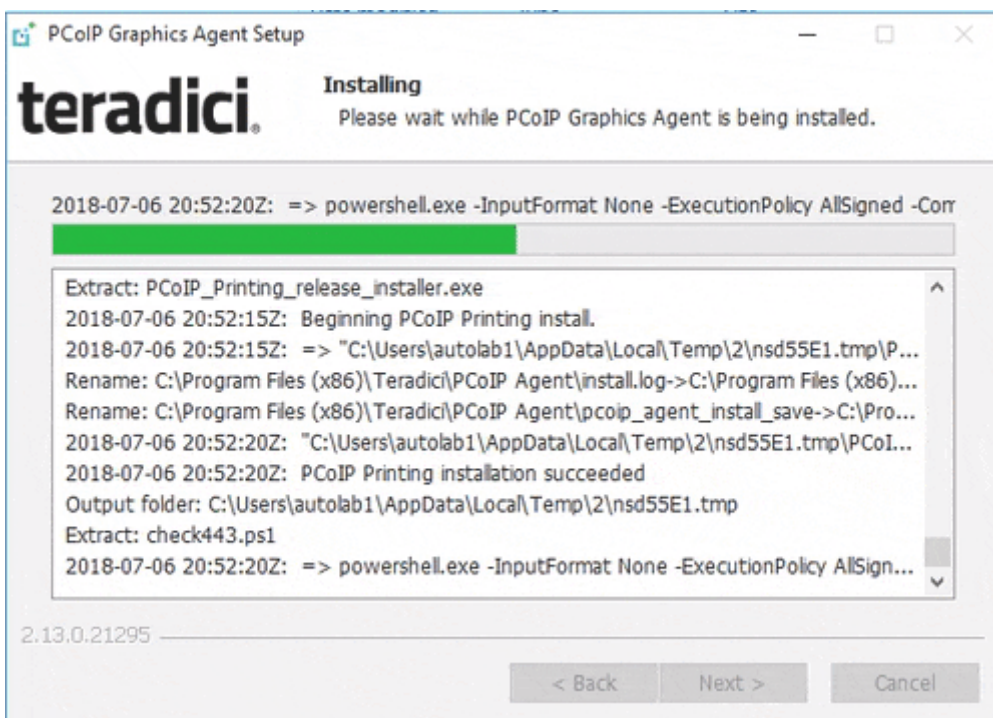 PCoIP Graphics Agent Setup
teradici®
Installing
Please wait while PCoIP Graphics Agent is being installed.
2018-07-06 20:52:20Z: => powershell.exe -InputFormat None -ExecutionPolicy AllSigned -Com
Extract: PCoIP_Printing_release_installer.exe
2018-07-06 20:52:15Z: Beginning PCoIP Printing install.
2018-07-06 20:52:15Z: => "C:\Users\autolab1\AppData\Local\Temp\2\nsd55E1.tmp\P...
Rename: C:\Program Files (x86)\Teradici\PCoIP Agent\install.log->C:\Program Files (x86)...
Rename: C:\Program Files (x86)\Teradici\PCoIP Agent\pcoip_agent_install_save->C:\Pro...
2018-07-06 20:52:20Z: "C:\Users\autolab1\AppData\Local\Temp\2\nsd55E1.tmp\PCoI...
2018-07-06 20:52:20Z: PCoIP Printing installation succeeded
Output folder: C:\Users\autolab1\AppData\Local\Temp\2\nsd55E1.tmp
Extract: check443.ps1
2018-07-06 20:52:20Z: => powershell.exe -InputFormat None -ExecutionPolicy AllSign...
2.13.0.21295
< Back Next > Cancel